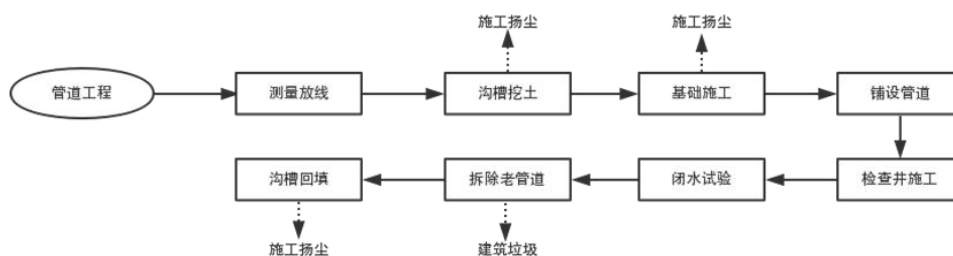 施工扬尘
施工扬尘
管道工程
测量放线
沟槽挖土
基础施工
铺设管道
沟槽回填
拆除老管道
闭水试验
检查井施工
施工扬尘
建筑垃圾